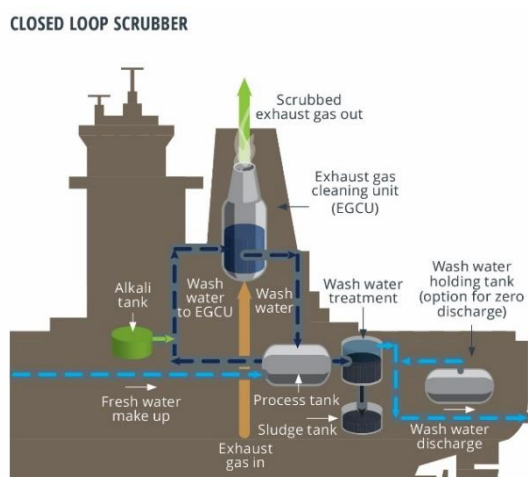 CLOSED LOOP SCRUBBER
Scrubbed
exhaust gas out
Exhaust gas
cleaning unit
(EGCU)
Alkali
tank
Wash
water
to EGCU
Wash
water
Wash water
treatment
Wash water
holding tank
(option for zero
discharge)
Fresh water
make up
Process tank
Sludge tank
Wash water
discharge
Exhaust
gas in